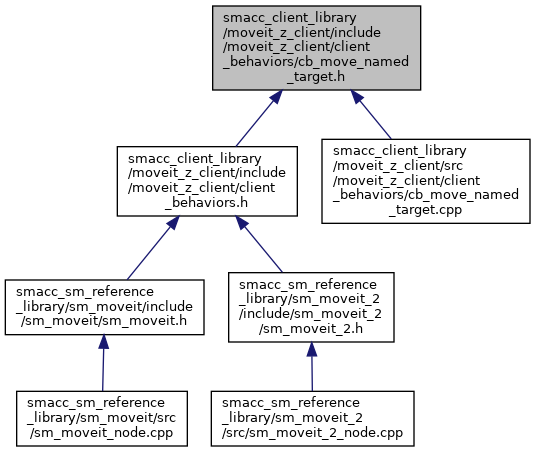 smacc_client_library
/moveit_z_client/include
/moveit_z_client/client
_behaviors/cb_move_named
_target.h
smacc_client_library
/moveit_z_client/include
/moveit_z_client/client
_behaviors.h
smacc_client_library
/moveit_z_client/src
/moveit_z_client/client
_behaviors/cb_move_named
_target.cpp
smacc_sm_reference
_library/sm_moveit/include
/sm_moveit/sm_moveit.h
smacc_sm_reference
_library/sm_moveit_2
/include/sm_moveit_2
/sm_moveit_2.h
smacc_sm_reference
_library/sm_moveit/src
/sm_moveit_node.cpp
smacc_sm_reference
_library/sm_moveit_2
/src/sm_moveit_2_node.cpp